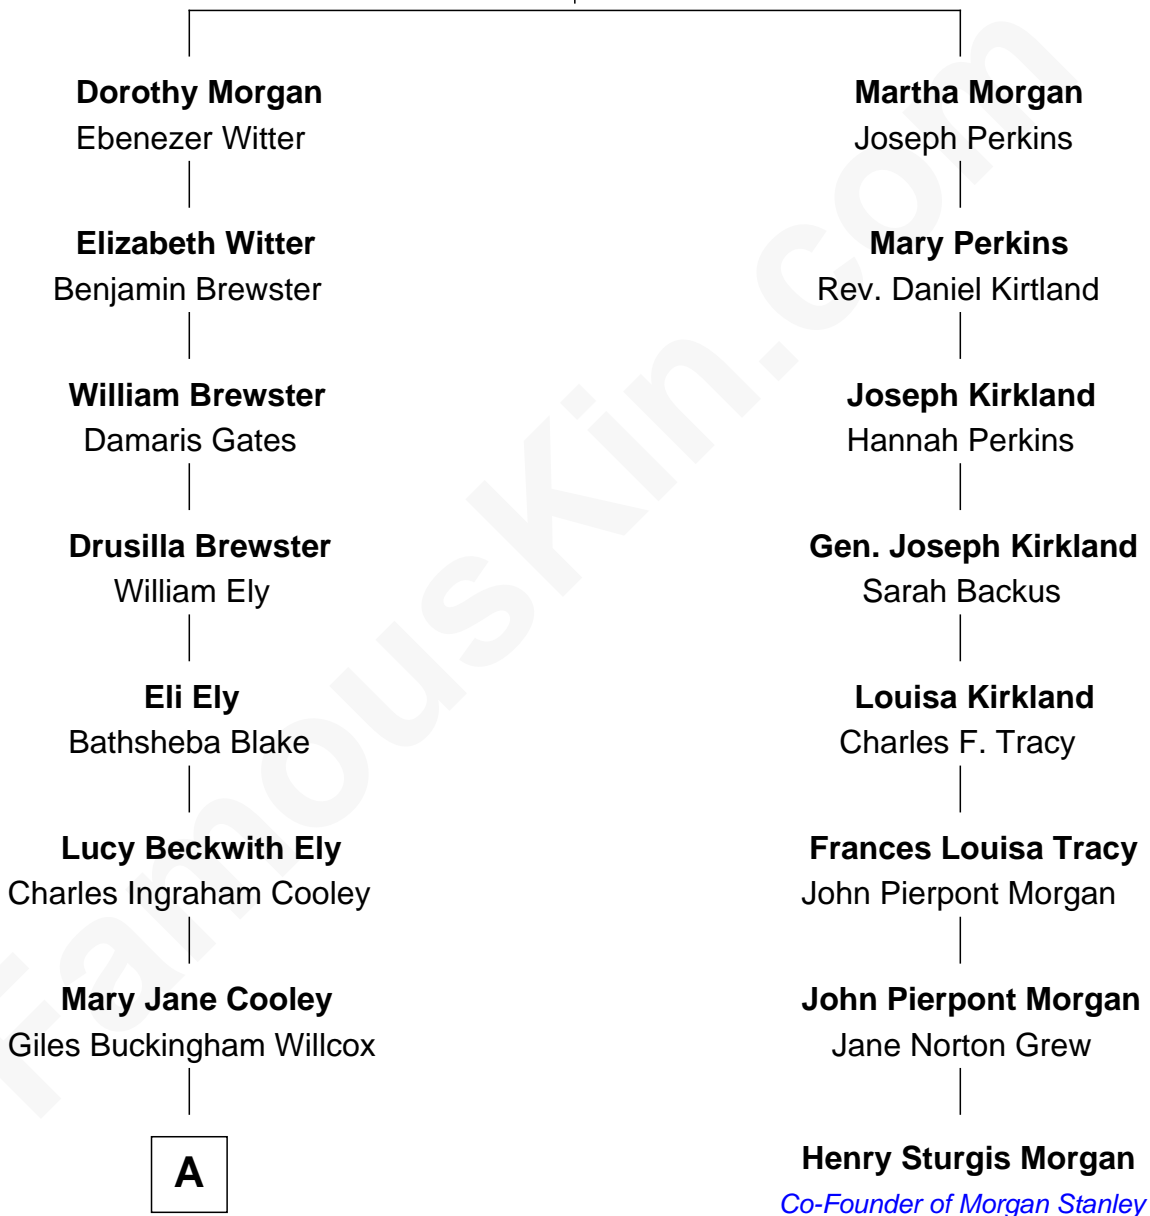 Dorothy Morgan
Ebenezer Witter
Elizabeth Witter
Benjamin Brewster
William Brewster
Damaris Gates
Drusilla Brewster
William Ely
Eli Ely
Bathsheba Blake
Lucy Beckwith Ely
Charles Ingraham Cooley
Mary Jane Cooley
Giles Buckingham Willcox
A
Martha Morgan
Joseph Perkins
Mary Perkins
Rev. Daniel Kirtland
Joseph Kirkland
Hannah Perkins
Gen. Joseph Kirkland
Sarah Backus
Louisa Kirkland
Charles F. Tracy
Frances Louisa Tracy
John Pierpont Morgan
John Pierpont Morgan
Jane Norton Grew
Henry Sturgis Morgan
Co-Founder of Morgan Stanley
FamousKin.com